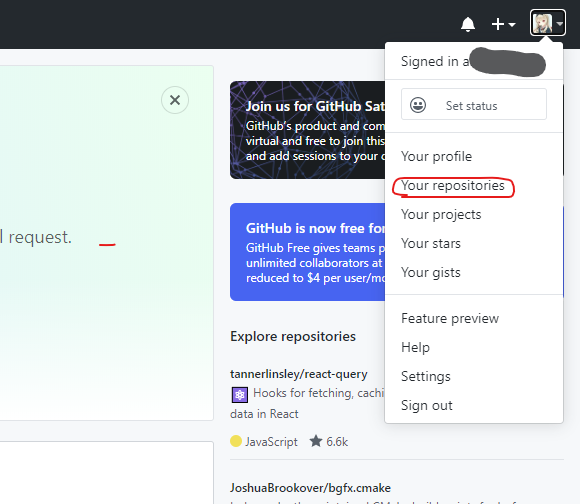 Signed in a
Set status
Your profile
Your repositories
Your projects
Your stars
Your gists
Feature preview
Help
Settings
Sign out
l request.
Join us for GitHub Sat
GitHub's product and com
virtual and free to join this
and add sessions to your c
GitHub is now free for
GitHub Free gives teams p
unlimited collaborators at
reduced to $4 per user/mo
Explore repositories
tannerlinsley/react-query
Hooks for fetching, cachi
data in React
JavaScript 6.6k
JoshuaBrookover/bgfx.cmake